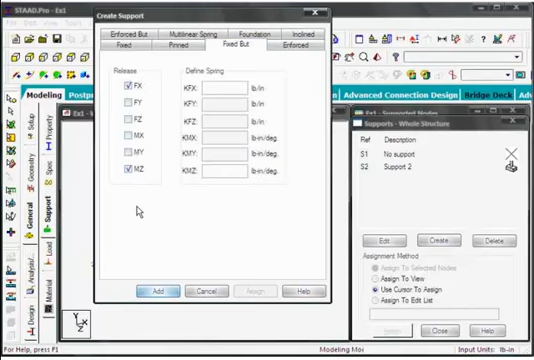 STAAD.Pro - Ex1
Create Support
Enforced But
Multilinear Spring
Foundation
Inclined
Fixed
Pinned
Fixed But
Enforced
Modeling
Advanced Connection Design
Bridge Deck
Release
FX
FY
FZ
MX
MY
MZ
Define Spring
KFX: lb/in
KFY: lb/in
KFZ: lb/in
KMX: lb-in/deg.
KMY: lb-in/deg.
KMZ: lb-in/deg.
Add
Cancel
Assign
Help
Setup
Geometry
General
Analysis/...
Design
Property
Spec
Support
Load
Material
Ex1 - Supported Nodes
Supports - Whole Structure
Ref Description
S1 No support
S2 Support 2
Edit
Create
Delete
Assignment Method
Assign To Selected Nodes
Assign To View
Use Cursor To Assign
Assign To Edit List
Assign
Close
Help
Y
X
Z
For Help, press F1
Modeling Mo
Input Units: lb-in